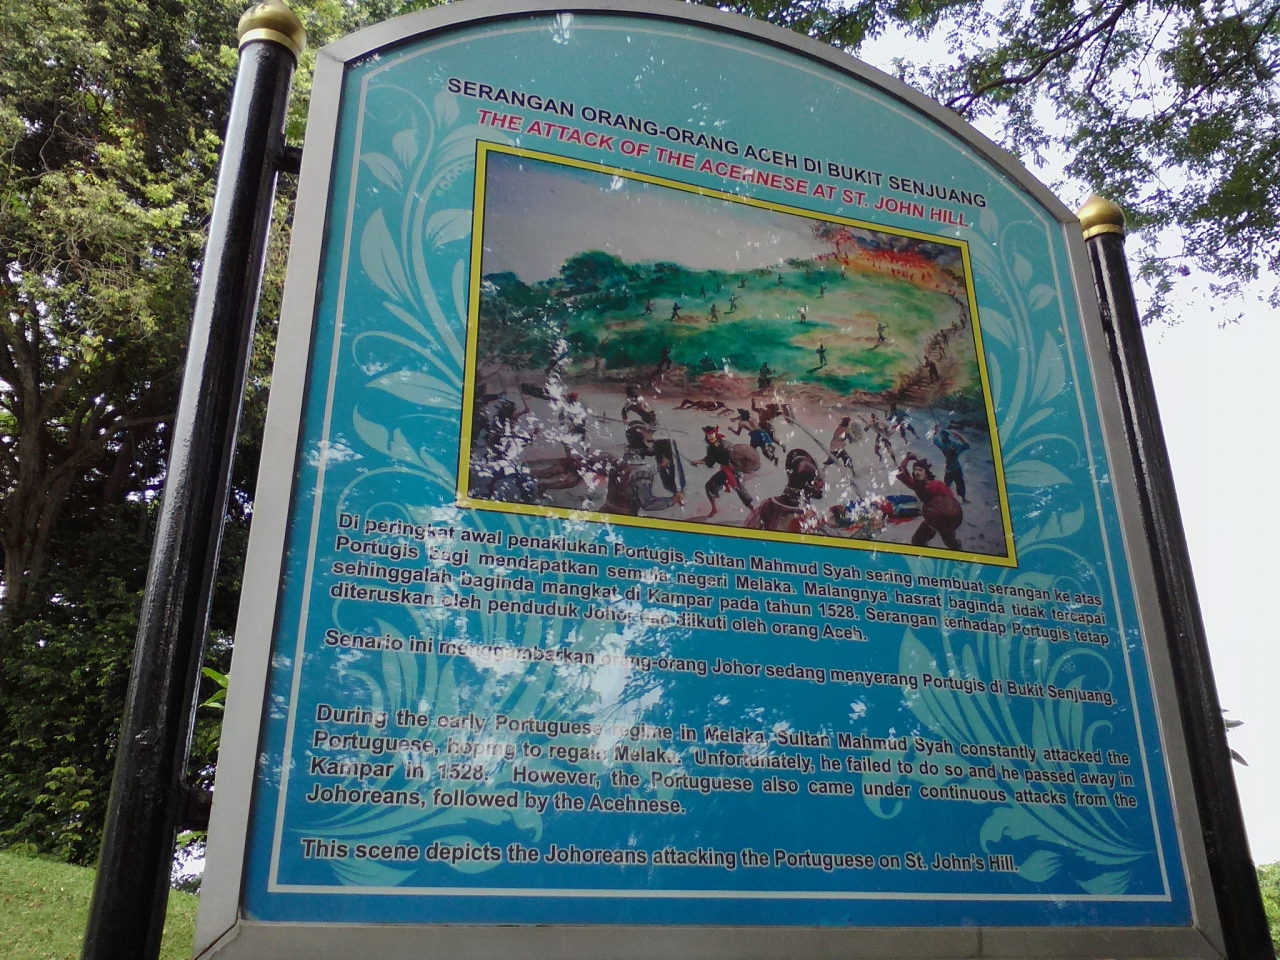 SERANGAN ORANG-ORANG ACEH DI BUKIT SENJUANG
THE ATTACK OF THE ACEHNESE AT ST. JOHN HILL
Di peringkat awal penaklukan Portugis, Sultan Mahmud Syah sering membuat serangan ke atas
Portugis bagi mendapatkan semula negeri Melaka. Malangnya hasrat baginda tidak tercapai
sehinggalah baginda mangkat di Kampar pada tahun 1528. Serangan terhadap Portugis tetap
diteruskan oleh penduduk Johor dan diikuti oleh orang Aceh.
Senario ini menggambarkan orang-orang Johor sedang menyerang Portugis di Bukit Senjuang.
During the early Portuguese regime in Melaka, Sultan Mahmud Syah constantly attacked the
Portuguese, hoping to regain Melaka. Unfortunately, he failed to do so and he passed away in
Kampar in 1528. However, the Portuguese also came under continuous attacks from the
Johoreans, followed by the Acehnese.
This scene depicts the Johoreans attacking the Portuguese on St. John's Hill.